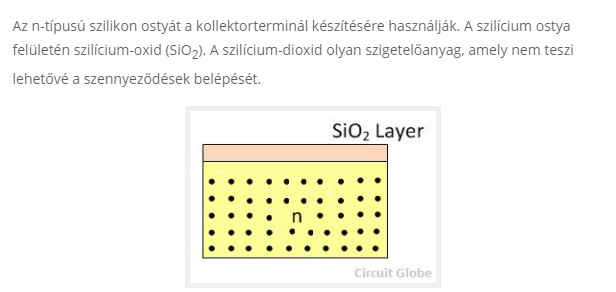 Az n-típusú szilikon ostyát a kollektorterminál készítésére használják. A szilícium ostya
felületén szilícium-oxid (SiO₂). A szilícium-dioxid olyan szigetelőanyag, amely nem teszi
lehetővé a szennyeződések belépését.
SiO₂ Layer
n
Circuit Globe